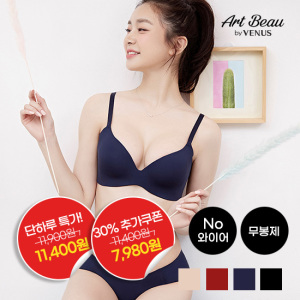 Art Beau
by VENUS
단하루 특가!
11,900원
11,400원
30% 추가쿠폰
11,400원
7,980원
No
와이어
무봉제